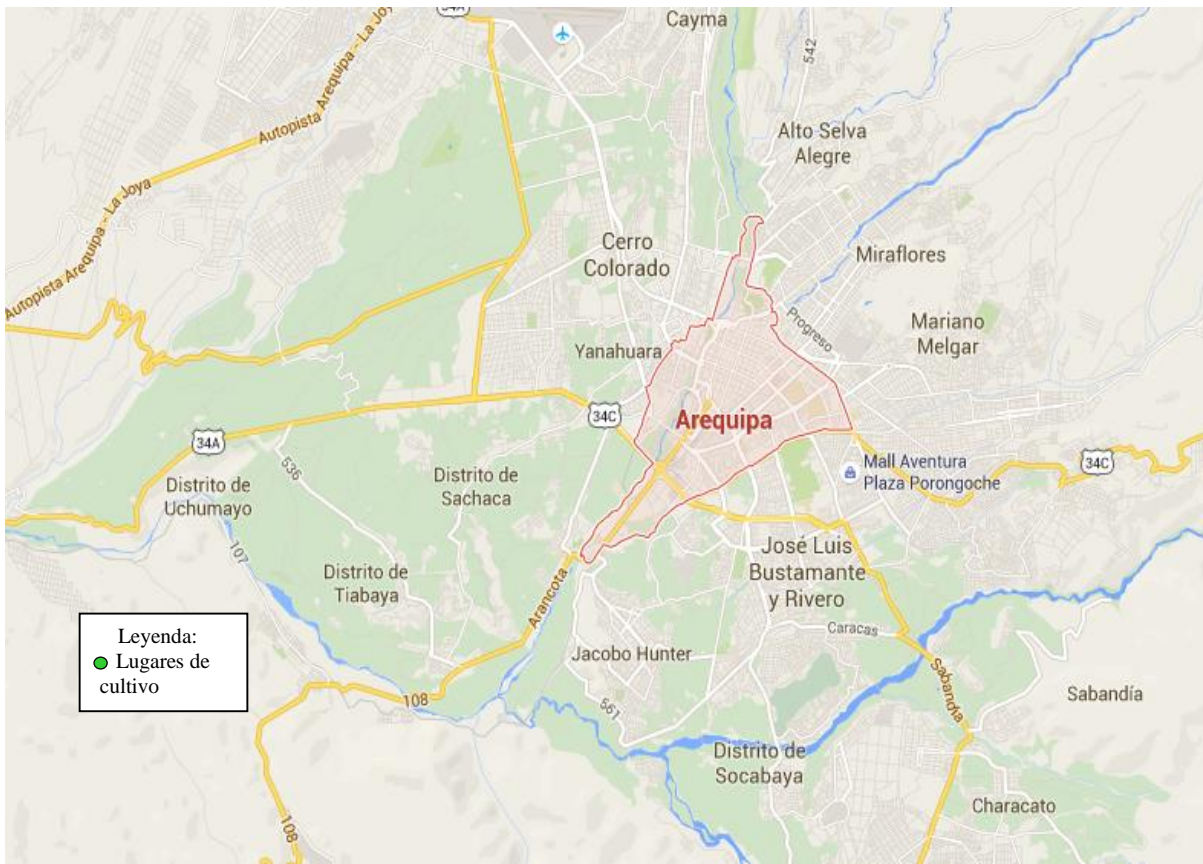 34A
Cayma
542
Autopista Arequipa - La Joya
Alto Selva
Alegre
Autopista Arequipa - La Joya
Cerro
Colorado
Miraflores
Progreso
Mariano
Melgar
Yanahuara
34C
Arequipa
34A
536
Distrito de
Sachaca
Mall Aventura
Plaza Porongoche
34C
Distrito de
Uchumayo
107
Distrito de
Tiabaya
José Luis
Bustamante
y Rivero
Arancota
Caracas
Leyenda:
Lugares de
cultivo
Jacobo Hunter
Sabandía
Sabandia
108
561
Distrito de
Socabaya
Characato
108